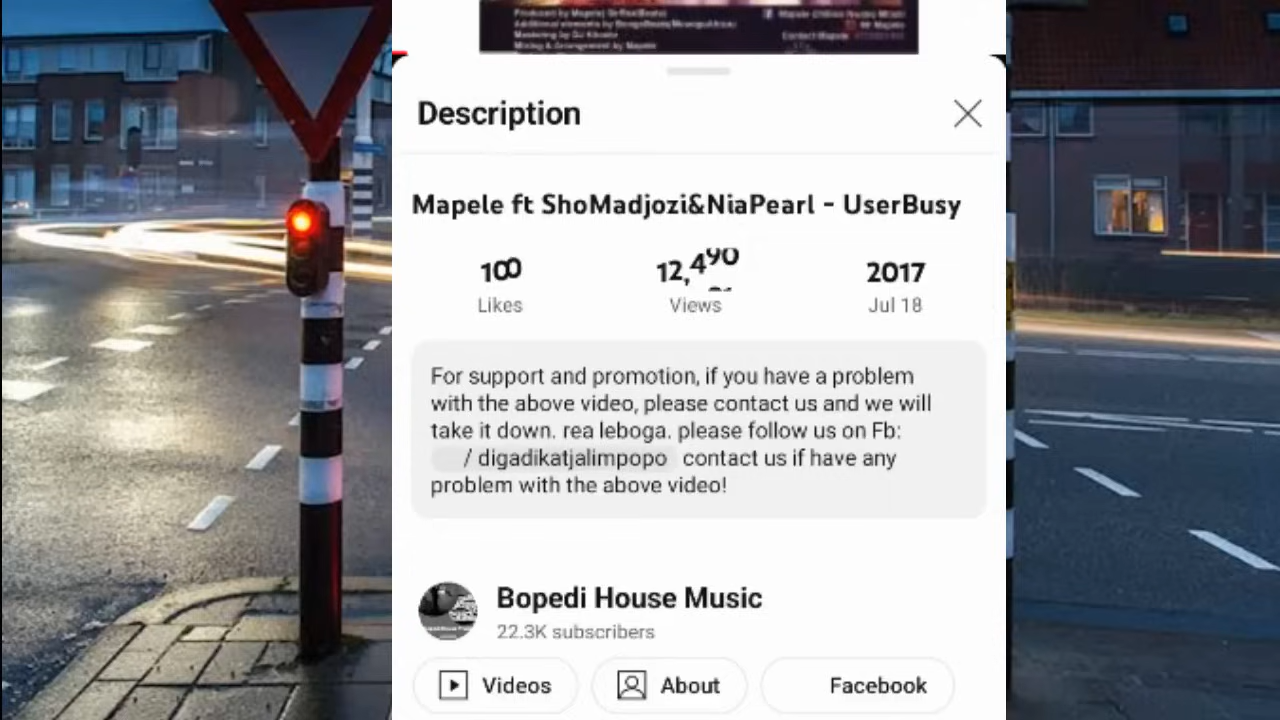 Description
Mapele ft ShoMadjozi&NiaPearl - UserBusy
100
12,490
2017
Likes
Views
Jul 18
For support and promotion, if you have a problem
with the above video, please contact us and we will
take it down. rea leboga. please follow us on Fb:
/ digadikatjalimpopo contact us if have any
problem with the above video!
Bopedi House Music
22.3K subscribers
Videos
About
Facebook